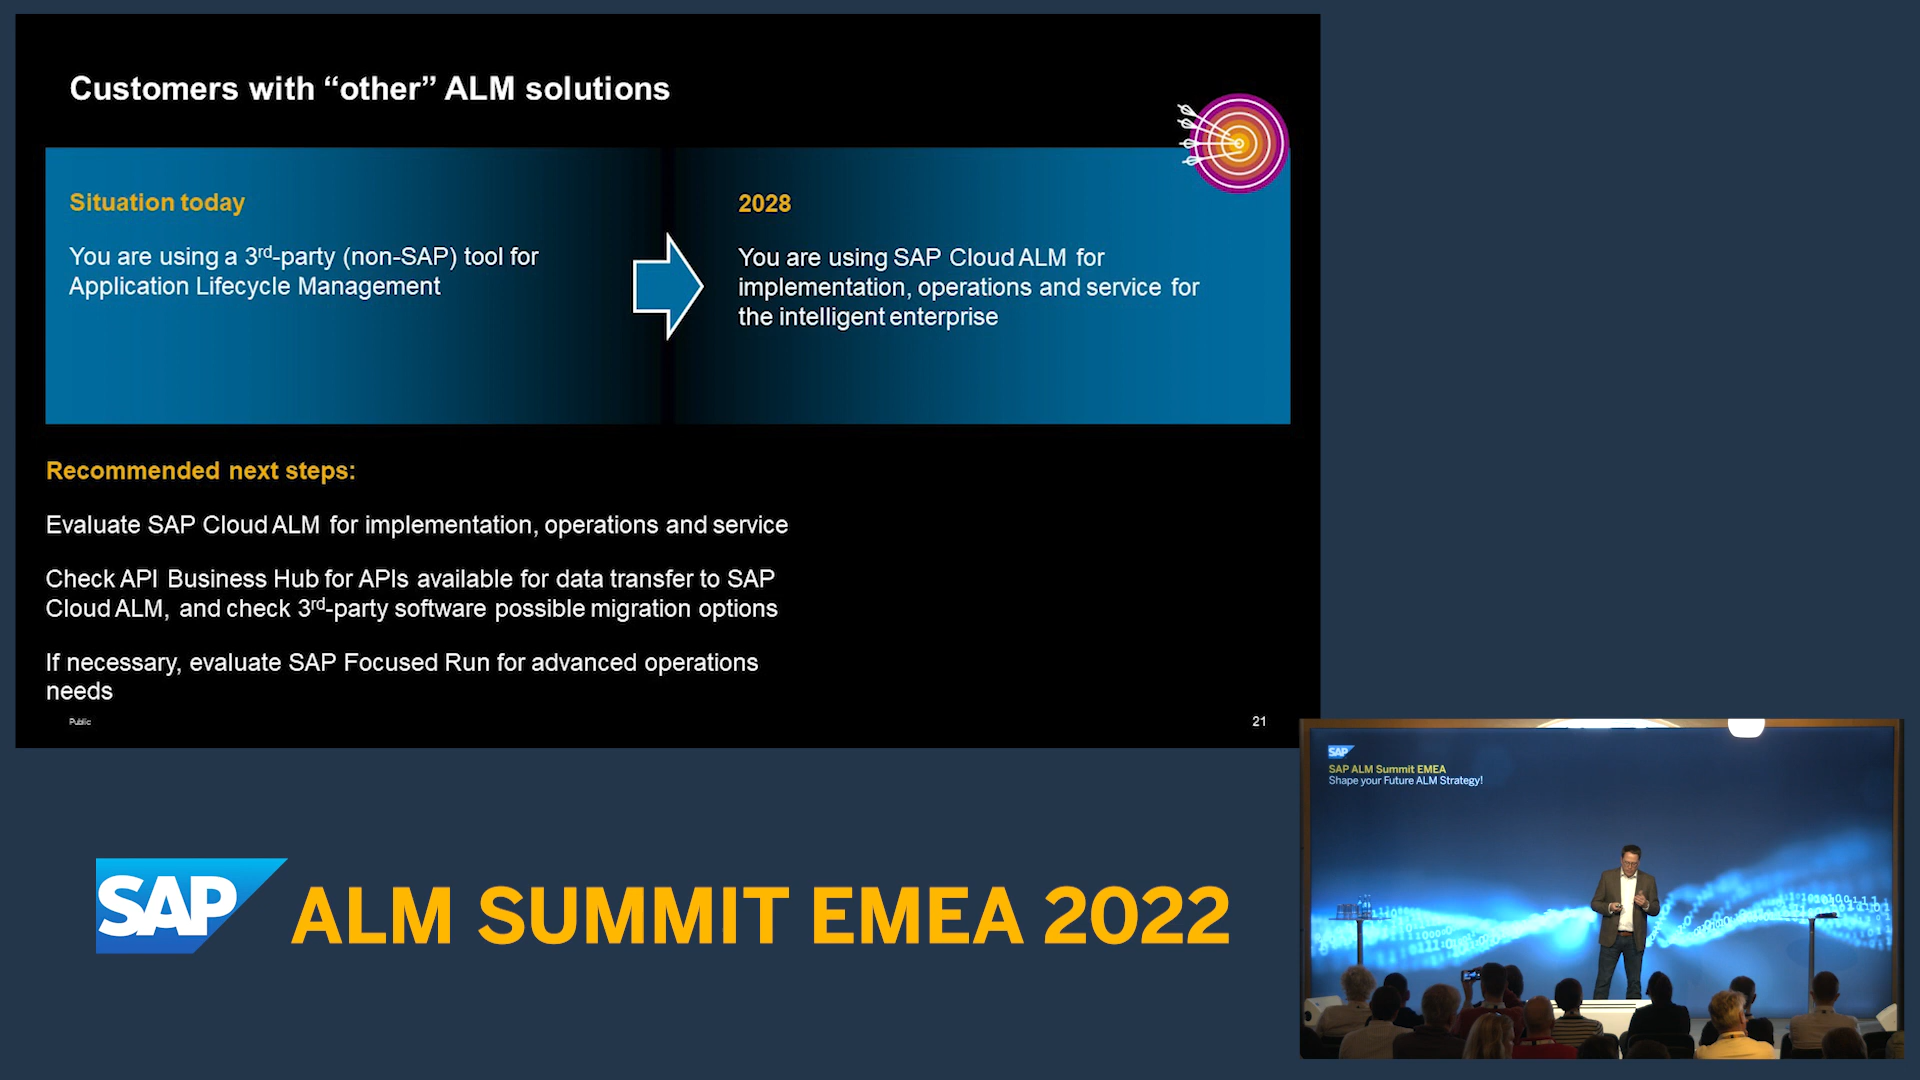 Customers with “other” ALM solutions
Situation today
You are using a 3rd-party (non-SAP) tool for
Application Lifecycle Management
2028
You are using SAP Cloud ALM for
implementation, operations and service for
the intelligent enterprise
Recommended next steps:
Evaluate SAP Cloud ALM for implementation, operations and service
Check API Business Hub for APIs available for data transfer to SAP
Cloud ALM, and check 3rd-party software possible migration options
If necessary, evaluate SAP Focused Run for advanced operations
needs
Public
21
SAP
SAP ALM Summit EMEA
Shape your Future ALM Strategy!
SAP ALM SUMMIT EMEA 2022